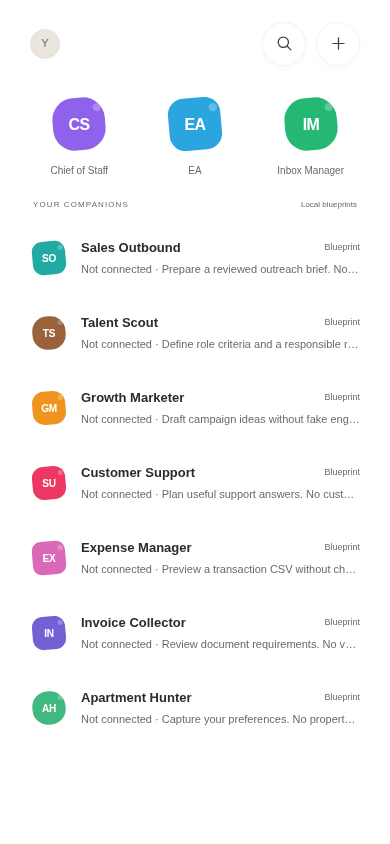 Y
CS
EA
IM
Chief of Staff
EA
Inbox Manager
YOUR COMPANIONS
Local blueprints
SO
Sales Outbound
Blueprint
Not connected · Prepare a reviewed outreach brief. No…
TS
Talent Scout
Blueprint
Not connected · Define role criteria and a responsible r…
GM
Growth Marketer
Blueprint
Not connected · Draft campaign ideas without fake eng…
SU
Customer Support
Blueprint
Not connected · Plan useful support answers. No cust…
EX
Expense Manager
Blueprint
Not connected · Preview a transaction CSV without ch…
IN
Invoice Collector
Blueprint
Not connected · Review document requirements. No v…
AH
Apartment Hunter
Blueprint
Not connected · Capture your preferences. No propert…